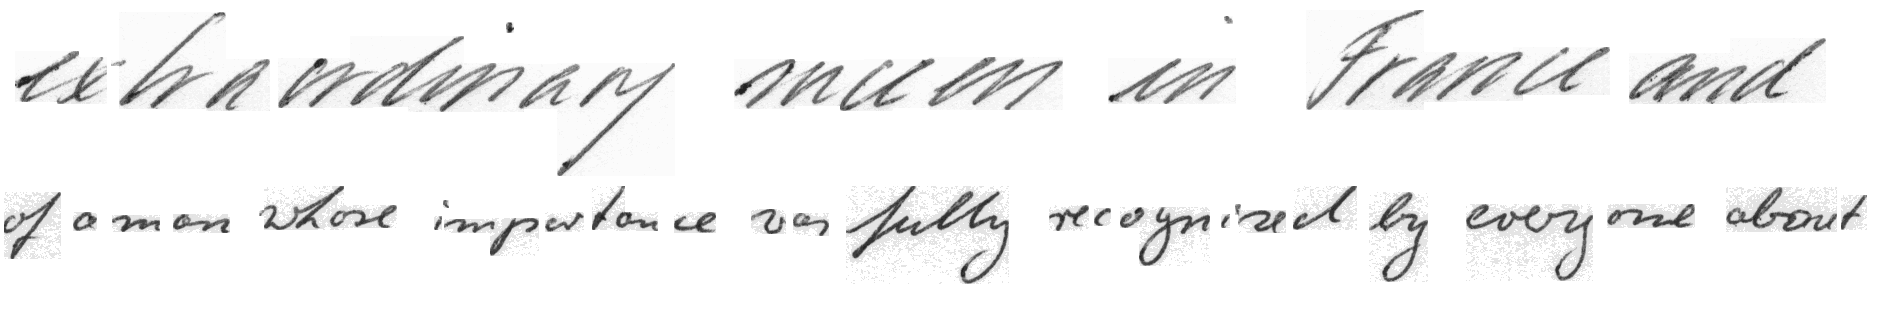 extraordinary success in France and
of a man whose importance was fully recognized by everyone about